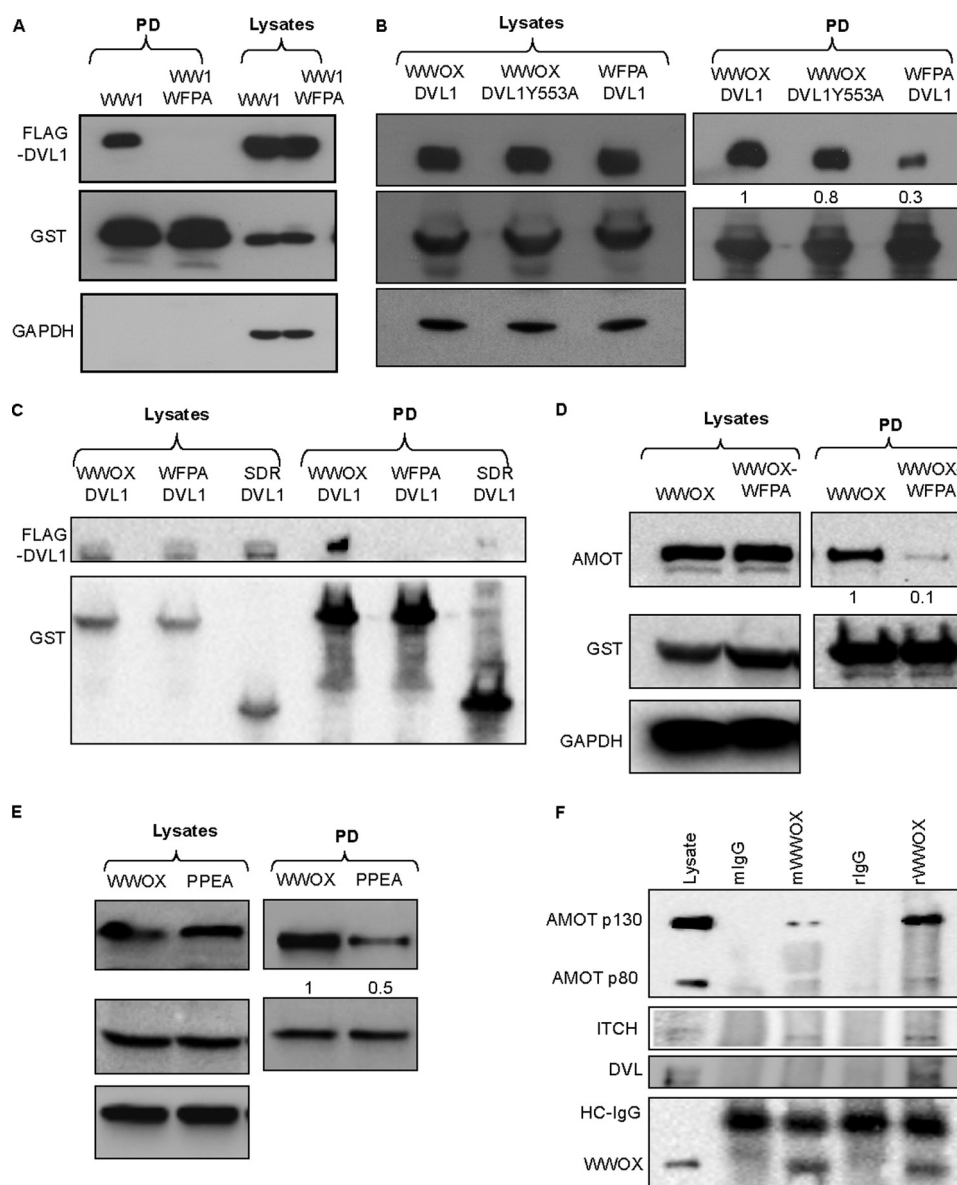 A
PD
Lysates
WW1
WW1 WFPA
WW1
WW1 WFPA
FLAG
-DVL1
GST
GAPDH
B
Lysates
PD
WWOX
DVL1
WWOX
DVL1Y553A
WFPA
DVL1
WWOX
DVL1
WWOX
DVL1Y553A
WFPA
DVL1
1 0.8 0.3
C
Lysates
PD
WWOX
DVL1
WFPA
DVL1
SDR
DVL1
WWOX
DVL1
WFPA
DVL1
SDR
DVL1
FLAG
-DVL1
GST
D
Lysates
PD
WWOX
WWOX-
WFPA
WWOX
WWOX-
WFPA
AMOT
1 0.1
GST
GAPDH
E
Lysates
PD
WWOX PPEA
WWOX PPEA
1 0.5
F
Lysate
mIgG
mWWOX
rIgG
rWWOX
AMOT p130
AMOT p80
ITCH
DVL
HC-IgG
WWOX